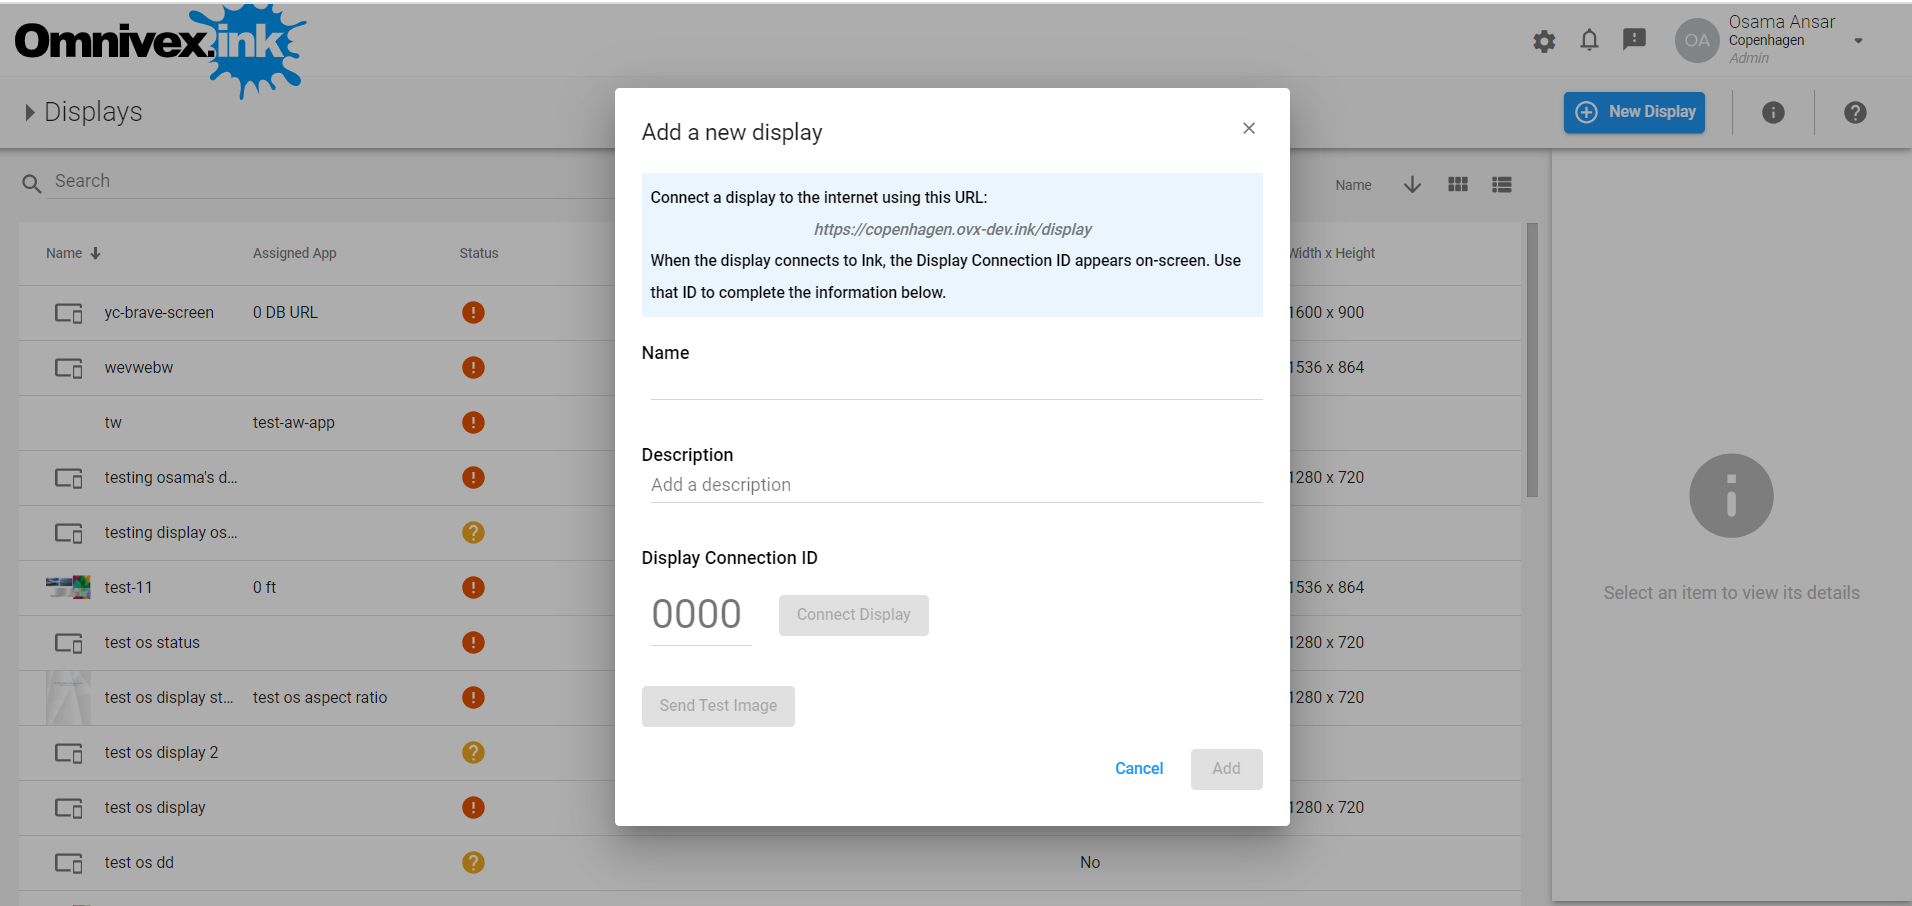 Omnivex.ink
Osama Ansar
OA
Copenhagen
Admin
Displays
New Display
Search
Name
Name
Assigned App
Status
Width x Height
yc-brave-screen
0 DB URL
1600 x 900
wevwebw
1536 x 864
tw
test-aw-app
testing osama's d...
1280 x 720
testing display os...
test-11
0 ft
1536 x 864
test os status
1280 x 720
test os display st...
test os aspect ratio
1280 x 720
test os display 2
test os display
1280 x 720
test os dd
No
Add a new display
Connect a display to the internet using this URL:
https://copenhagen.ovx-dev.ink/display
When the display connects to Ink, the Display Connection ID appears on-screen. Use
that ID to complete the information below.
Name
Description
Add a description
Display Connection ID
0000
Connect Display
Send Test Image
Cancel
Add
Select an item to view its details